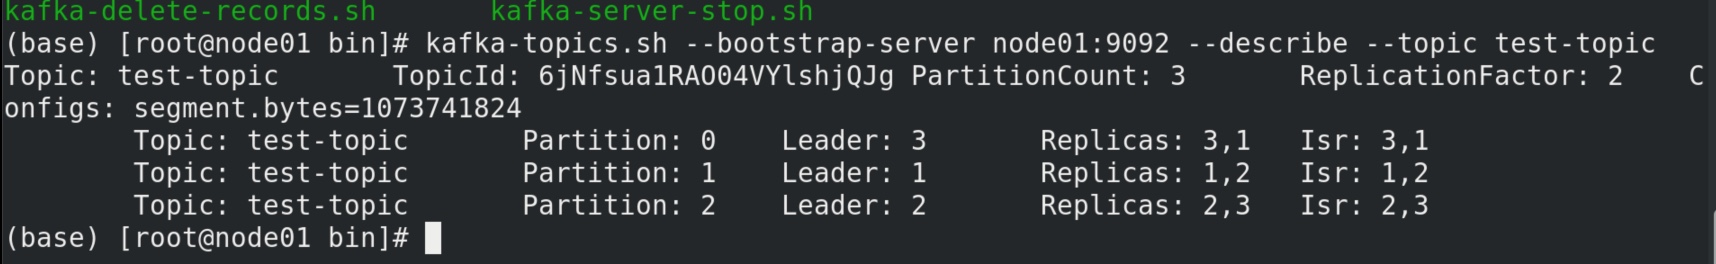 kafka-delete-records.sh       kafka-server-stop.sh
(base) [root@node01 bin]# kafka-topics.sh --bootstrap-server node01:9092 --describe --topic test-topic
Topic: test-topic       TopicId: 6jNfsua1RAO04VYlshjQJg PartitionCount: 3       ReplicationFactor: 2    C
onfigs: segment.bytes=1073741824
        Topic: test-topic       Partition: 0    Leader: 3       Replicas: 3,1   Isr: 3,1
        Topic: test-topic       Partition: 1    Leader: 1       Replicas: 1,2   Isr: 1,2
        Topic: test-topic       Partition: 2    Leader: 2       Replicas: 2,3   Isr: 2,3
(base) [root@node01 bin]#